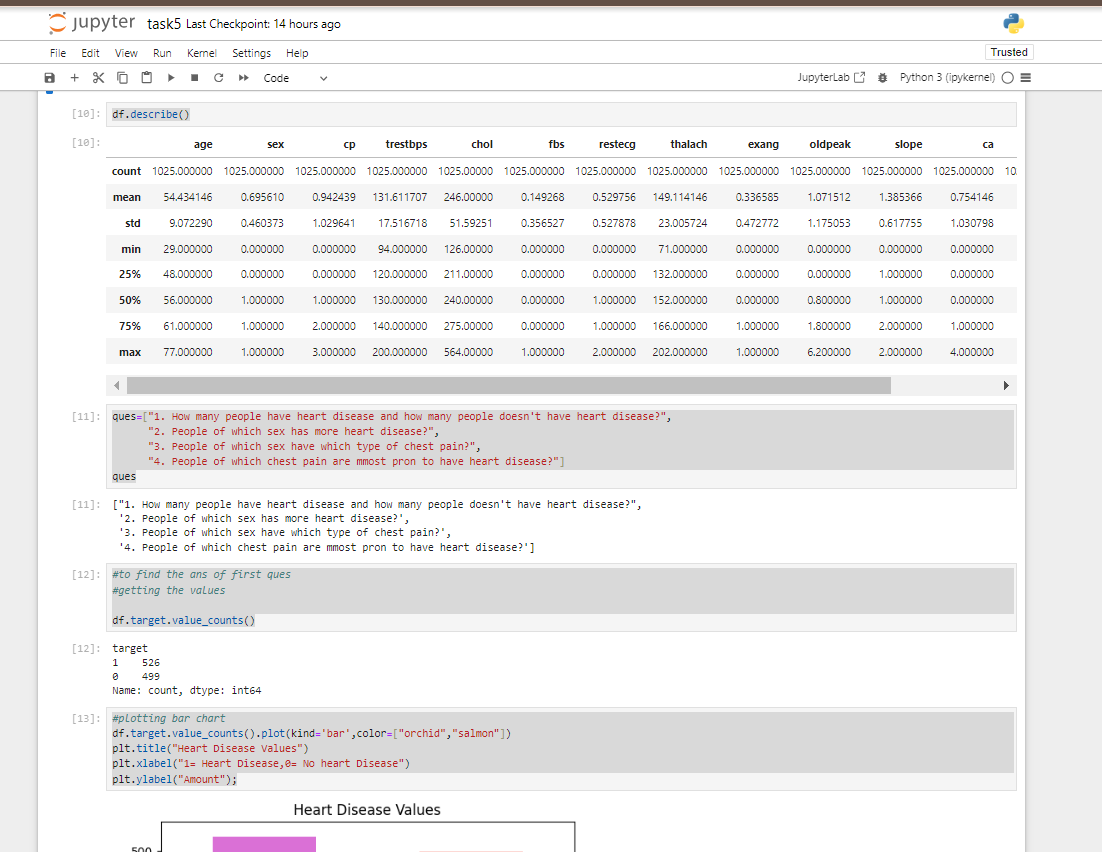 jupyter task5 Last Checkpoint: 14 hours ago
File Edit View Run Kernel Settings Help Trusted
Code JupyterLab Python 3 (ipykernel)
[10]: df.describe()
[10]: age sex cp trestbps chol fbs restecg thalach exang oldpeak slope ca
count 1025.000000 1025.000000 1025.000000 1025.000000 1025.00000 1025.000000 1025.000000 1025.000000 1025.000000 1025.000000 1025.000000 1025.000000 10.
mean 54.434146 0.695610 0.942439 131.611707 246.00000 0.149268 0.529756 149.114146 0.336585 1.071512 1.385366 0.754146
std 9.072290 0.460373 1.029641 17.516718 51.59251 0.356527 0.527878 23.005724 0.472772 1.175053 0.617755 1.030798
min 29.000000 0.000000 0.000000 94.000000 126.00000 0.000000 0.000000 71.000000 0.000000 0.000000 0.000000 0.000000
25% 48.000000 0.000000 0.000000 120.000000 211.00000 0.000000 0.000000 132.000000 0.000000 0.000000 1.000000 0.000000
50% 56.000000 1.000000 1.000000 130.000000 240.00000 0.000000 1.000000 152.000000 0.000000 0.800000 1.000000 0.000000
75% 61.000000 1.000000 2.000000 140.000000 275.00000 0.000000 1.000000 166.000000 1.000000 1.800000 2.000000 1.000000
max 77.000000 1.000000 3.000000 200.000000 564.00000 1.000000 2.000000 202.000000 1.000000 6.200000 2.000000 4.000000
[11]: ques=["1. How many people have heart disease and how many people doesn't have heart disease?",
"2. People of which sex has more heart disease?",
"3. People of which sex have which type of chest pain?",
"4. People of which chest pain are mmost pron to have heart disease?"]
ques
[11]: ["1. How many people have heart disease and how many people doesn't have heart disease?",
'2. People of which sex has more heart disease?',
'3. People of which sex have which type of chest pain?',
'4. People of which chest pain are mmost pron to have heart disease?']
[12]: #to find the ans of first ques
#getting the values
df.target.value_counts()
[12]: target
1 526
0 499
Name: count, dtype: int64
[13]: #plotting bar chart
df.target.value_counts().plot(kind='bar',color=["orchid","salmon"])
plt.title("Heart Disease Values")
plt.xlabel("1= Heart Disease,0= No heart Disease")
plt.ylabel("Amount");
Heart Disease Values
500